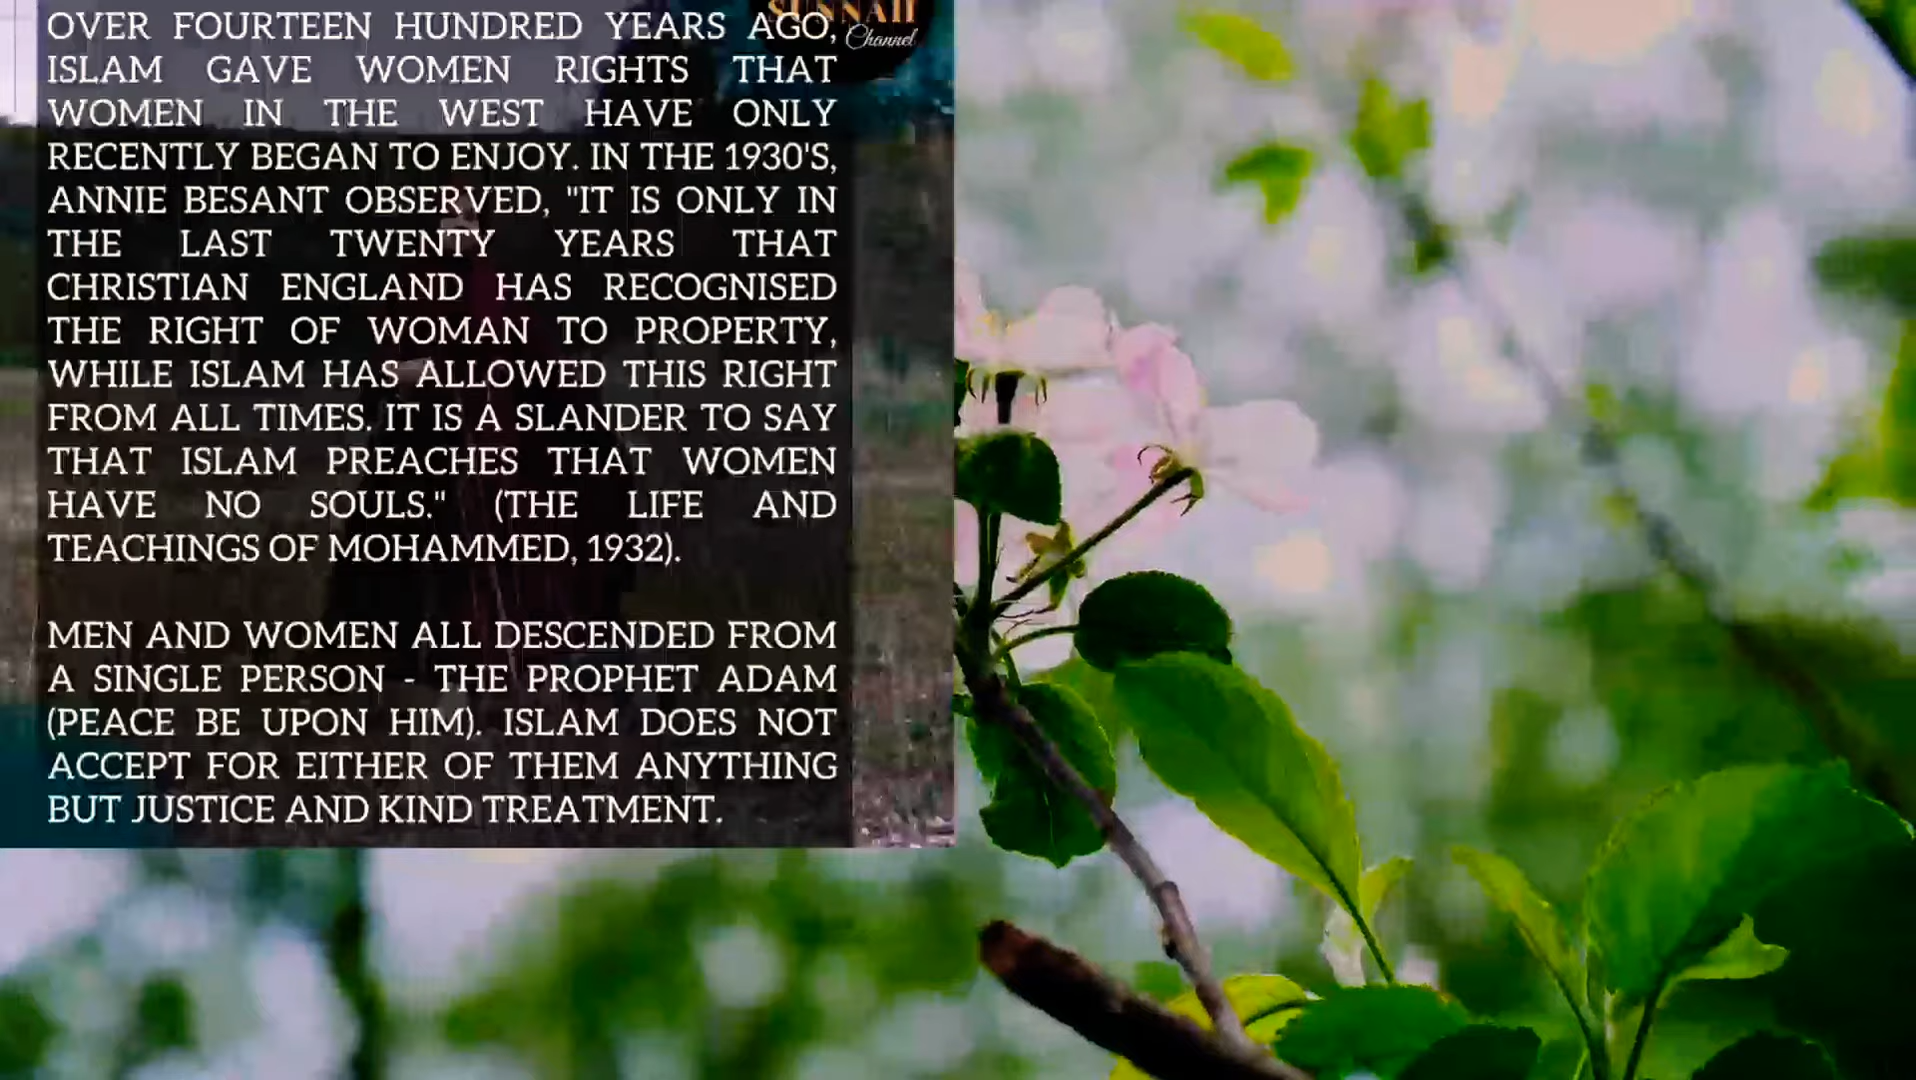 SUNNAH
Channel
OVER FOURTEEN HUNDRED YEARS AGO,
ISLAM GAVE WOMEN RIGHTS THAT
WOMEN IN THE WEST HAVE ONLY
RECENTLY BEGAN TO ENJOY. IN THE 1930'S,
ANNIE BESANT OBSERVED, "IT IS ONLY IN
THE LAST TWENTY YEARS THAT
CHRISTIAN ENGLAND HAS RECOGNISED
THE RIGHT OF WOMAN TO PROPERTY,
WHILE ISLAM HAS ALLOWED THIS RIGHT
FROM ALL TIMES. IT IS A SLANDER TO SAY
THAT ISLAM PREACHES THAT WOMEN
HAVE NO SOULS." (THE LIFE AND
TEACHINGS OF MOHAMMED, 1932).
MEN AND WOMEN ALL DESCENDED FROM
A SINGLE PERSON - THE PROPHET ADAM
(PEACE BE UPON HIM). ISLAM DOES NOT
ACCEPT FOR EITHER OF THEM ANYTHING
BUT JUSTICE AND KIND TREATMENT.